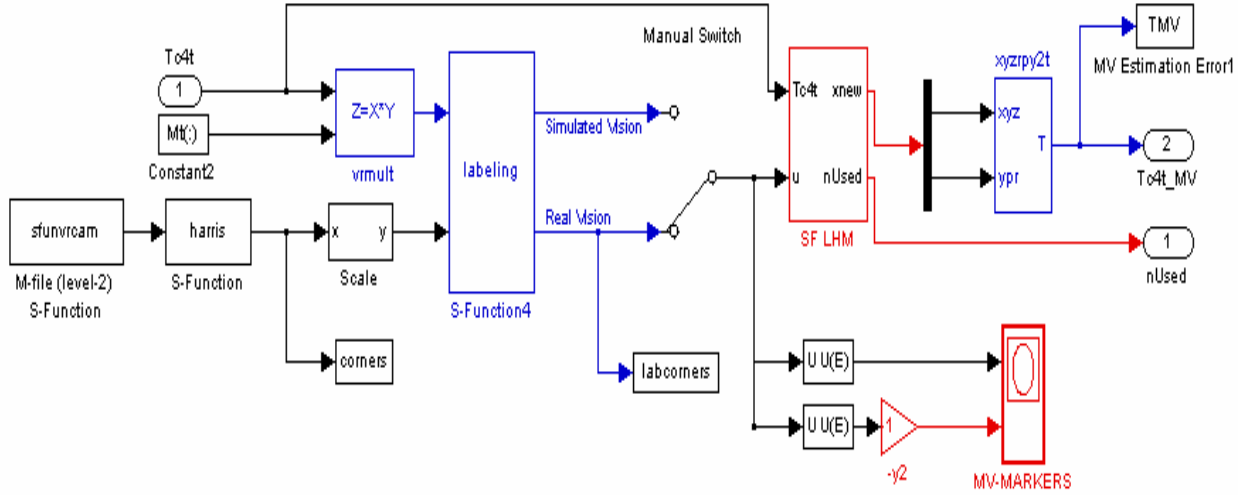 TMV
MV Estimation Error1
Manual Switch
Tc4t
1
Z=X*Y
vrmult
Mt(:)
Constant2
labeling
Simulated Vision
Real Vision
S-Function4
Tc4t xnew
u nUsed
SF LHM
xyzrpy2t
xyz
T
ypr
2
Tc4t_MV
1
nUsed
sfunvrcam
M-file (level-2)
S-Function
harris
S-Function
x y
Scale
corners
labcorners
U U(E)
U U(E)
1
-y2
MV-MARKERS